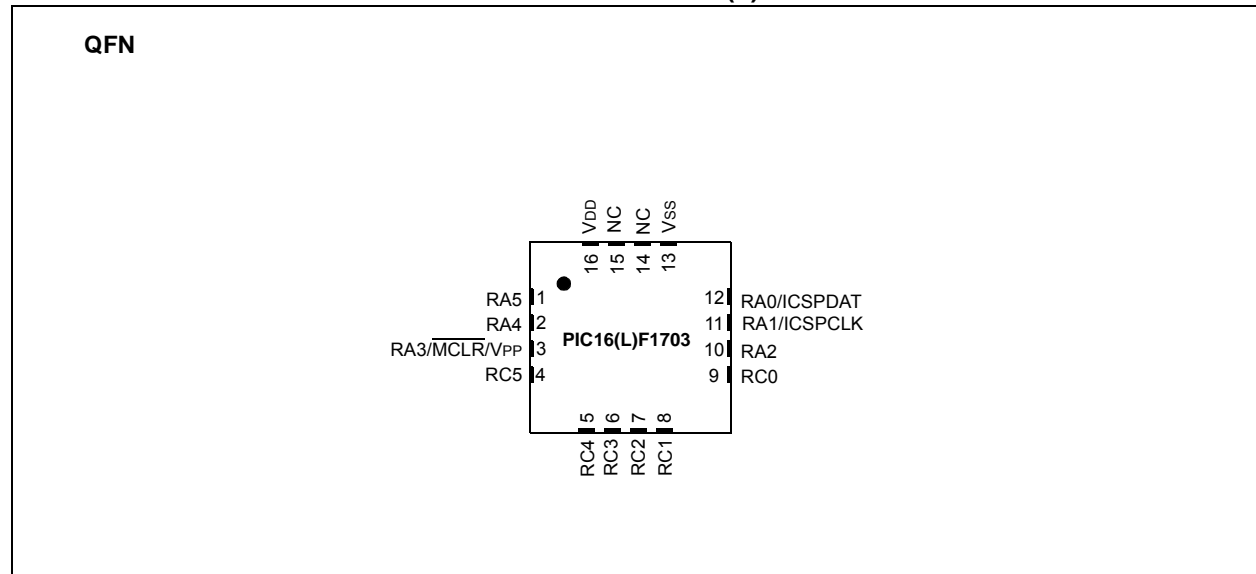 QFN
VDD
NC
NC
VSS
16
15
14
13
RA5 1
RA4 2
RA3/MCLR/VPP 3
RC5 4
PIC16(L)F1703
12 RA0/ICSPDAT
11 RA1/ICSPCLK
10 RA2
9 RC0
5
6
7
8
RC4
RC3
RC2
RC1